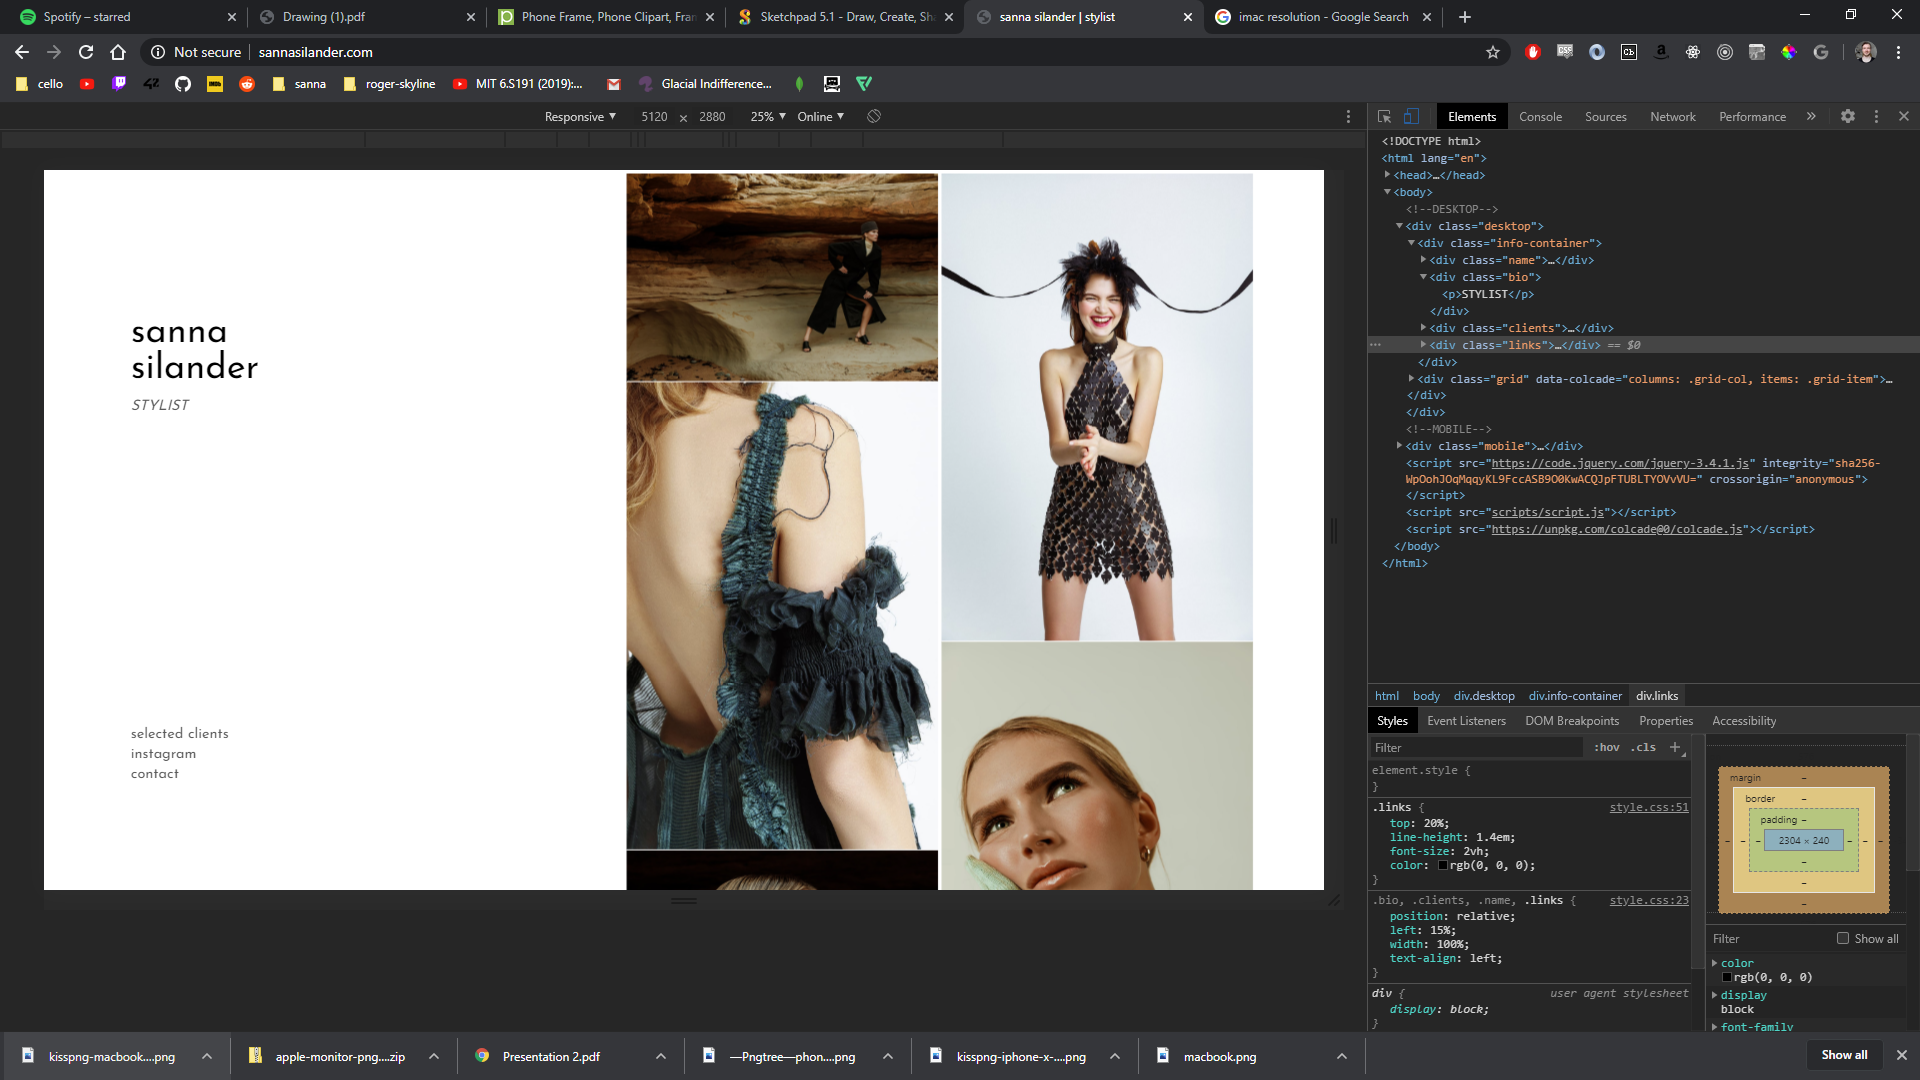 Spotify – starred
Drawing (1).pdf
Phone Frame, Phone Clipart, Fran
Sketchpad 5.1 - Draw, Create, Sh
sanna silander | stylist
imac resolution - Google Search
Not secure
sannasilander.com
cello
42
IMDb
sanna
roger-skyline
MIT 6.S191 (2019):...
Glacial Indifference...
Responsive
5120 × 2880
25%
Online
Elements
Console
Sources
Network
Performance
<!DOCTYPE html>
<html lang="en">
<head>…</head>
<body>
<!--DESKTOP-->
<div class="desktop">
<div class="info-container">
<div class="name">…</div>
<div class="bio">
<p>STYLIST</p>
</div>
<div class="clients">…</div>
<div class="links">…</div> == $0
</div>
<div class="grid" data-colcade="columns: .grid-col, items: .grid-item">…
</div>
</div>
<!--MOBILE-->
<div class="mobile">…</div>
<script src="https://code.jquery.com/jquery-3.4.1.js" integrity="sha256-
WpOohJOqMqqyKL9FccASB9O0KwACQJpFTUBLTYOVvVU=" crossorigin="anonymous">
</script>
<script src="scripts/script.js"></script>
<script src="https://unpkg.com/colcade@0/colcade.js"></script>
</body>
</html>
sanna
silander
STYLIST
selected clients
instagram
contact
html
body
div.desktop
div.info-container
div.links
Styles
Event Listeners
DOM Breakpoints
Properties
Accessibility
Filter
:hov
.cls
element.style {
}
.links {
style.css:51
top: 20%;
line-height: 1.4em;
font-size: 2vh;
color: rgb(0, 0, 0);
}
.bio, .clients, .name, .links {
style.css:23
position: relative;
left: 15%;
width: 100%;
text-align: left;
}
div {
user agent stylesheet
display: block;
}
margin
border
padding
2304 × 240
Filter
Show all
color
rgb(0, 0, 0)
display
block
font-family
kisspng-macbook....png
apple-monitor-png....zip
Presentation 2.pdf
—Pngtree—phon....png
kisspng-iphone-x-....png
macbook.png
Show all